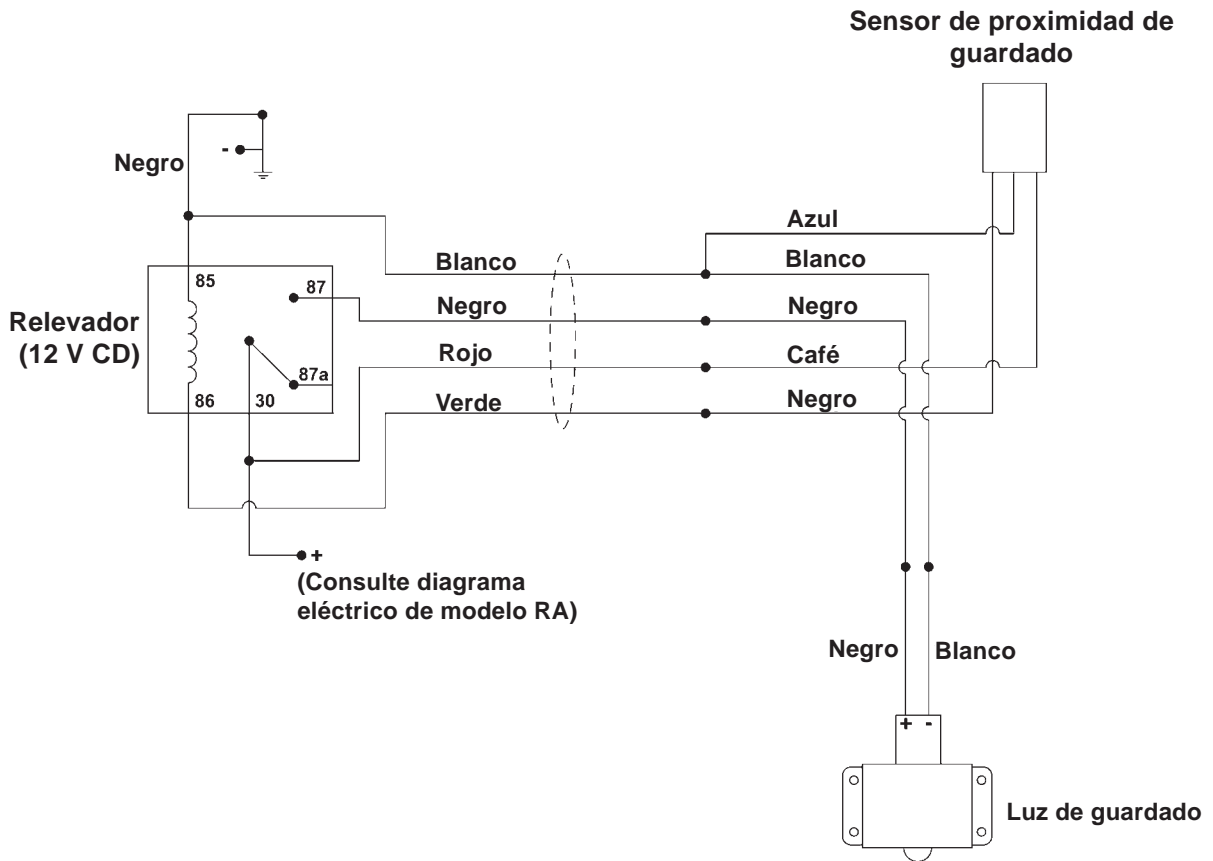 Sensor de proximidad de
guardado
Negro
-
Azul
Blanco
Blanco
85
87
Negro
Negro
Relevador
(12 V CD)
Rojo
Café
87a
86
30
Verde
Negro
+
(Consulte diagrama
eléctrico de modelo RA)
Negro
Blanco
+ -
Luz de guardado